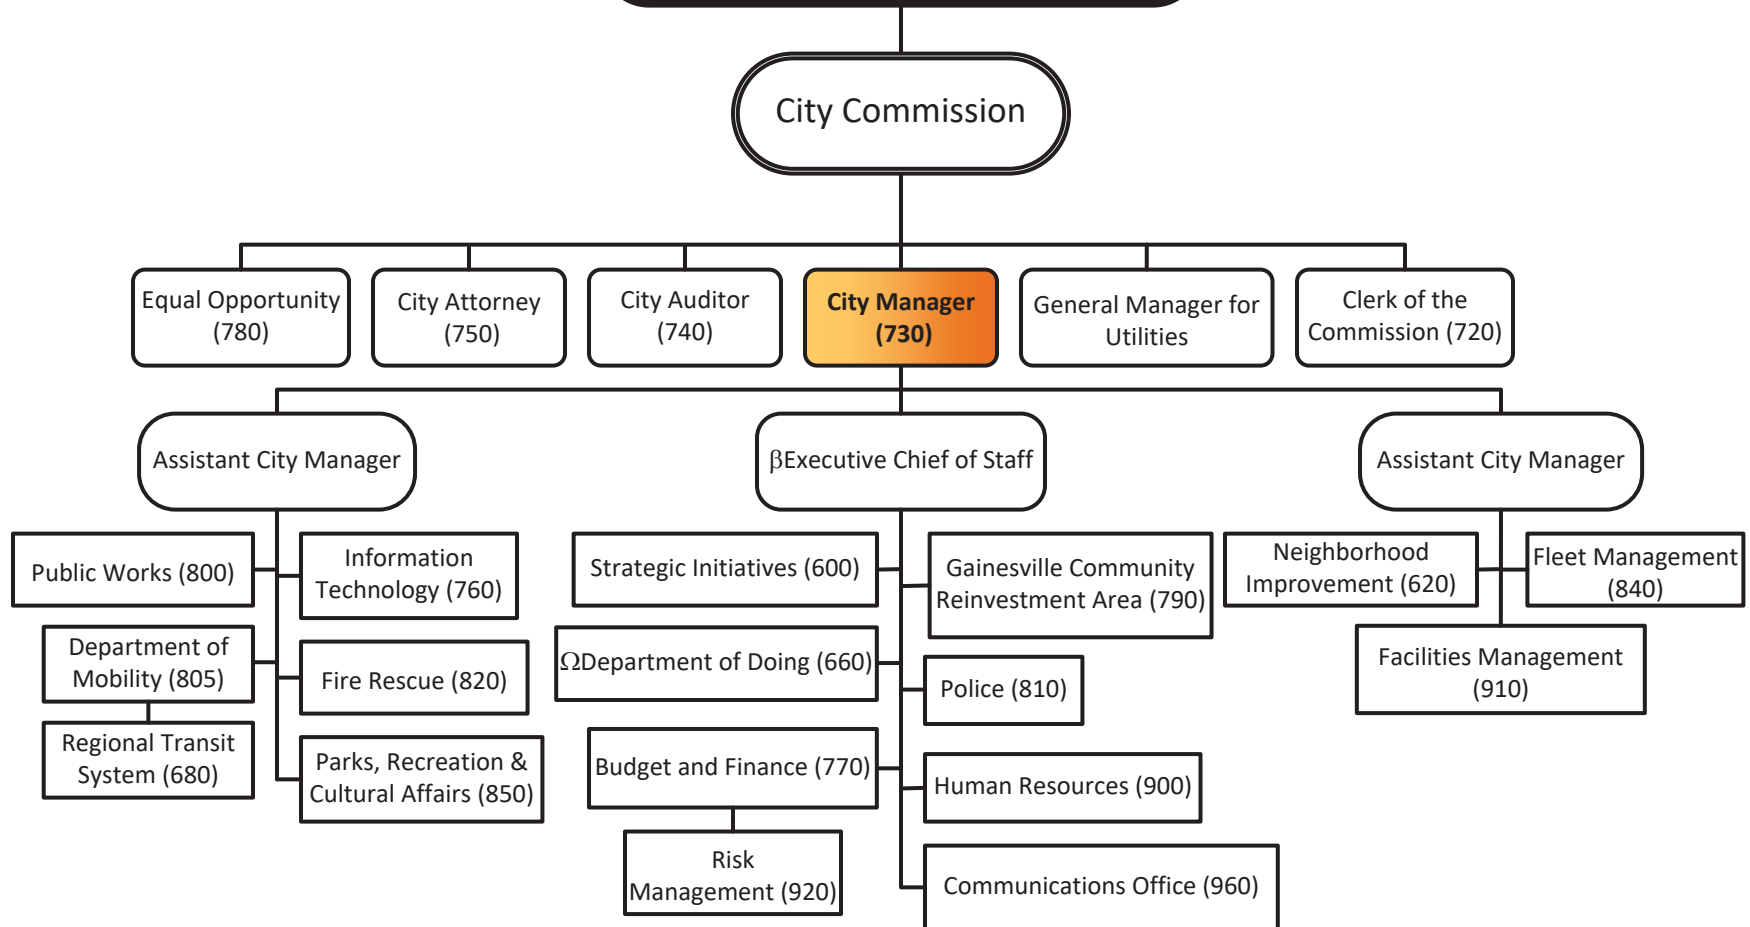 City Commission
Equal Opportunity
(780)
City Attorney
(750)
City Auditor
(740)
City Manager
(730)
General Manager for
Utilities
Clerk of the
Commission (720)
Assistant City Manager
βExecutive Chief of Staff
Assistant City Manager
Public Works (800)
Information
Technology (760)
Department of
Mobility (805)
Fire Rescue (820)
Regional Transit
System (680)
Parks, Recreation &
Cultural Affairs (850)
Strategic Initiatives (600)
Gainesville Community
Reinvestment Area (790)
ΩDepartment of Doing (660)
Police (810)
Budget and Finance (770)
Human Resources (900)
Risk
Management (920)
Communications Office (960)
Neighborhood
Improvement (620)
Fleet Management
(840)
Facilities Management
(910)